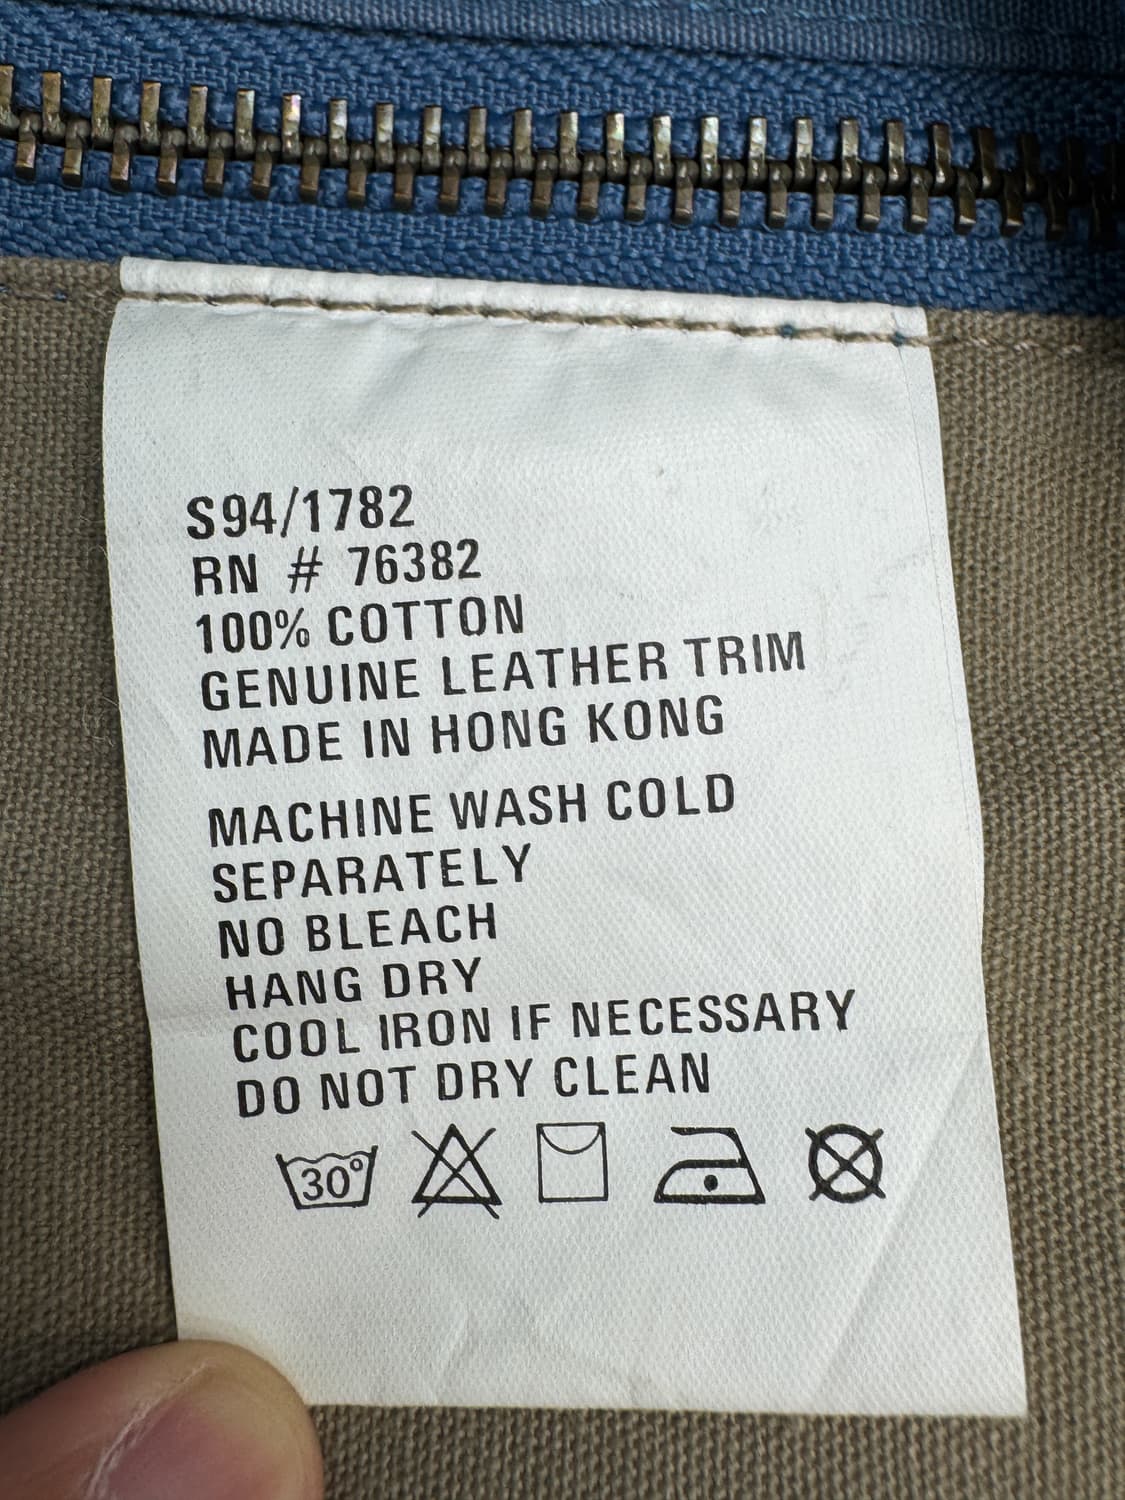 S94/1782
RN # 76382
100% COTTON
GENUINE LEATHER TRIM
MADE IN HONG KONG
MACHINE WASH COLD
SEPARATELY
NO BLEACH
HANG DRY
COOL IRON IF NECESSARY
DO NOT DRY CLEAN
30°